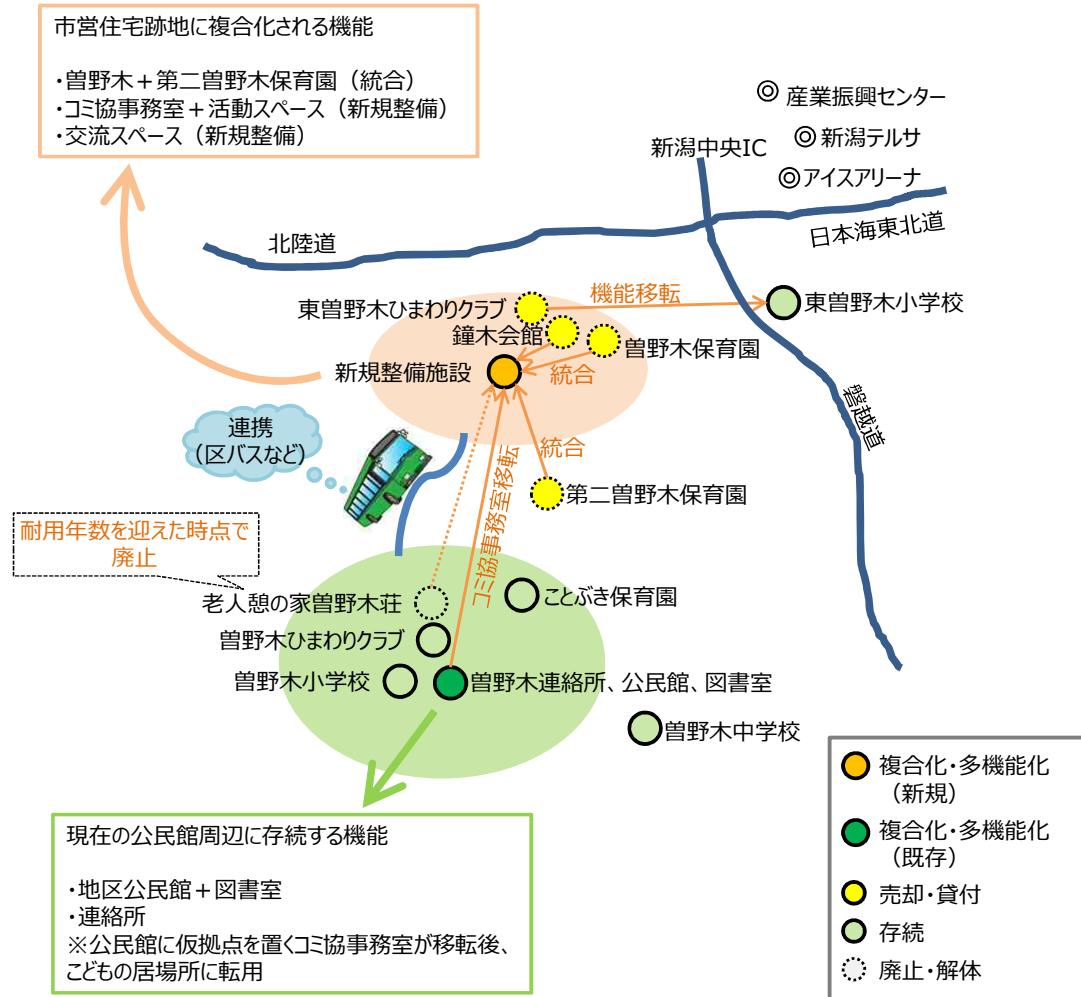 市営住宅跡地に複合化される機能
・曽野木＋第二曽野木保育園（統合）
・コミ協事務室＋活動スペース（新規整備）
・交流スペース（新規整備）
◎ 産業振興センター
◎ 新潟テルサ
◎ アイスアリーナ
新潟中央IC
北陸道
日本海東北道
磐越道
東曽野木ひまわりクラブ
機能移転
東曽野木小学校
鐘木会館
曽野木保育園
新規整備施設
統合
連携
（区バスなど）
統合
第二曽野木保育園
コミ協事務室移転
耐用年数を迎えた時点で
廃止
老人憩の家曽野木荘
ことぶき保育園
曽野木ひまわりクラブ
曽野木小学校
曽野木連絡所、公民館、図書室
曽野木中学校
現在の公民館周辺に存続する機能
・地区公民館＋図書室
・連絡所
※公民館に仮拠点を置くコミ協事務室が移転後、
こどもの居場所に転用
複合化・多機能化
（新規）
複合化・多機能化
（既存）
売却・貸付
存続
廃止・解体